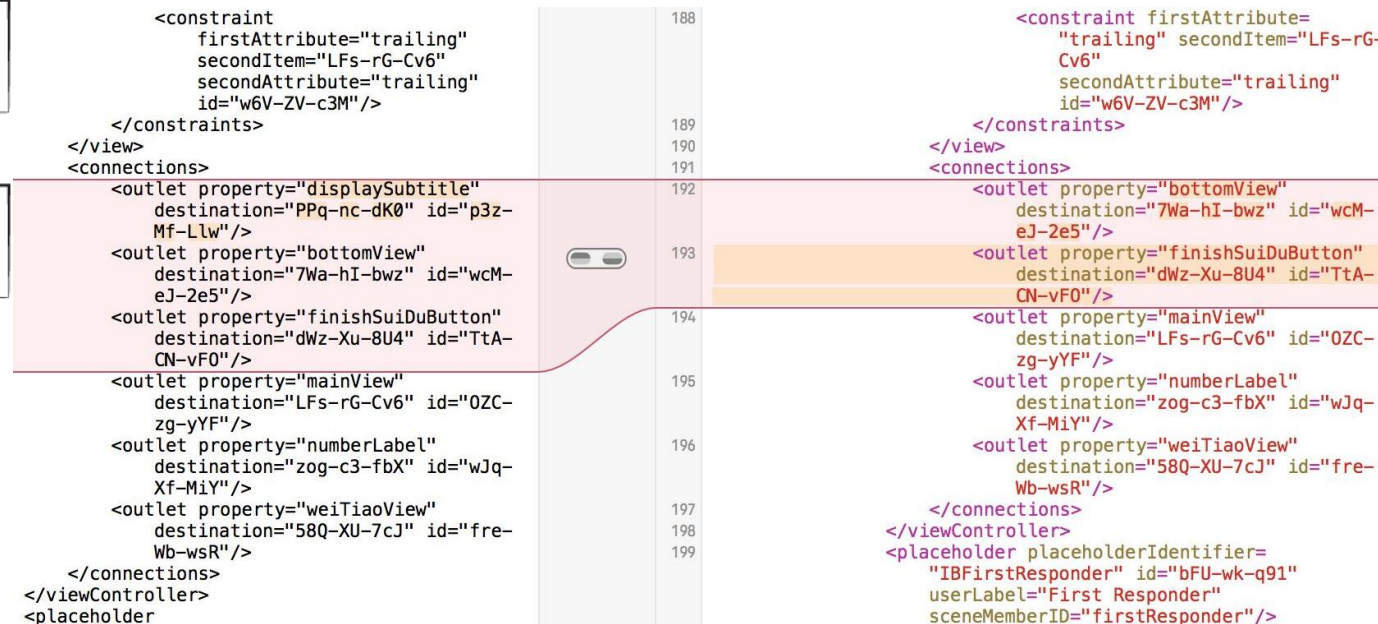 <constraint
firstAttribute="trailing"
secondItem="LFs-rG-Cv6"
secondAttribute="trailing"
id="w6V-ZV-c3M"/>
</constraints>
</view>
<connections>
<outlet property="displaySubtitle"
destination="PPq-nc-dK0" id="p3z-
Mf-Llw"/>
<outlet property="bottomView"
destination="7Wa-hI-bwz" id="wcM-
eJ-2e5"/>
<outlet property="finishSuiDuButton"
destination="dWz-Xu-8U4" id="TtA-
CN-vFO"/>
<outlet property="mainView"
destination="LFs-rG-Cv6" id="OZC-
zg-yYF"/>
<outlet property="numberLabel"
destination="zog-c3-fbX" id="wJq-
Xf-MiY"/>
<outlet property="weiTiaoView"
destination="58Q-XU-7cJ" id="fre-
Wb-wsR"/>
</connections>
</viewController>
<placeholder
188
189
190
191
192
193
194
195
196
197
198
199
<constraint firstAttribute=
"trailing" secondItem="LFs-rG-
Cv6"
secondAttribute="trailing"
id="w6V-ZV-c3M"/>
</constraints>
</view>
<connections>
<outlet property="bottomView"
destination="7Wa-hI-bwz" id="wcM-
eJ-2e5"/>
<outlet property="finishSuiDuButton"
destination="dWz-Xu-8U4" id="TtA-
CN-vFO"/>
<outlet property="mainView"
destination="LFs-rG-Cv6" id="OZC-
zg-yYF"/>
<outlet property="numberLabel"
destination="zog-c3-fbX" id="wJq-
Xf-MiY"/>
<outlet property="weiTiaoView"
destination="58Q-XU-7cJ" id="fre-
Wb-wsR"/>
</connections>
</viewController>
<placeholder placeholderIdentifier=
"IBFirstResponder" id="bFU-wk-q91"
userLabel="First Responder"
sceneMemberID="firstResponder"/>